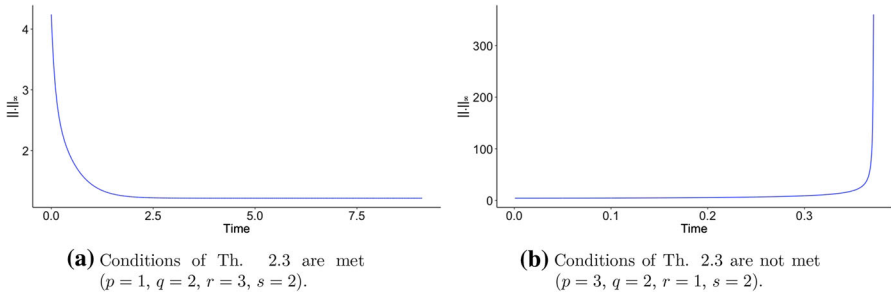 4
3
2
||.||∞
0.0 2.5 5.0 7.5
Time
(a) Conditions of Th. 2.3 are met
(p = 1, q = 2, r = 3, s = 2).
300
200
100
0
||.||∞
0.0 0.1 0.2 0.3
Time
(b) Conditions of Th. 2.3 are not met
(p = 3, q = 2, r = 1, s = 2).